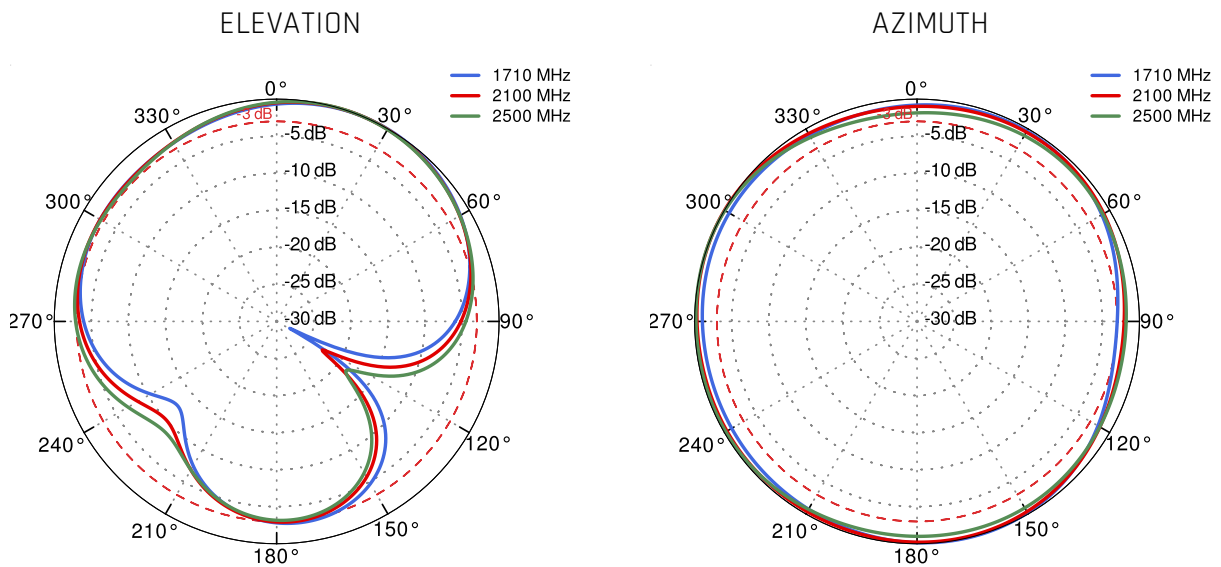 ELEVATION
1710 MHz
2100 MHz
2500 MHz
0°
330°
30°
-3 dB
-5 dB
-10 dB
300°
60°
-15 dB
-20 dB
-25 dB
270°
-30 dB
90°
240°
120°
210°
150°
180°
AZIMUTH
1710 MHz
2100 MHz
2500 MHz
0°
330°
30°
-3 dB
-5 dB
-10 dB
300°
60°
-15 dB
-20 dB
-25 dB
270°
-30 dB
90°
240°
120°
210°
150°
180°